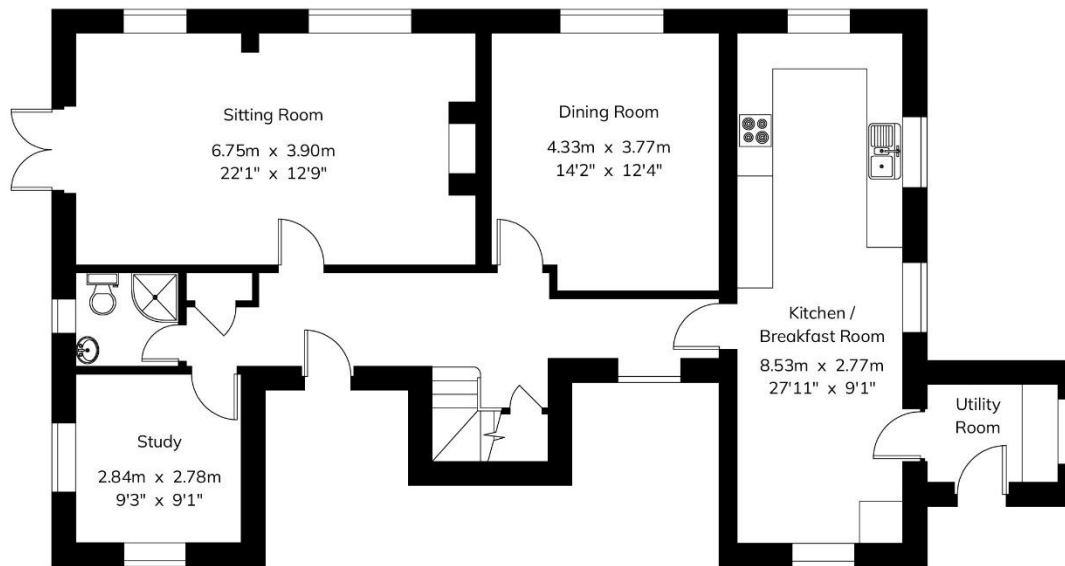 Sitting Room
6.75m x 3.90m
22'1" x 12'9"
Dining Room
4.33m x 3.77m
14'2" x 12'4"
Kitchen /
Breakfast Room
8.53m x 2.77m
27'11" x 9'1"
Utility
Room
Study
2.84m x 2.78m
9'3" x 9'1"